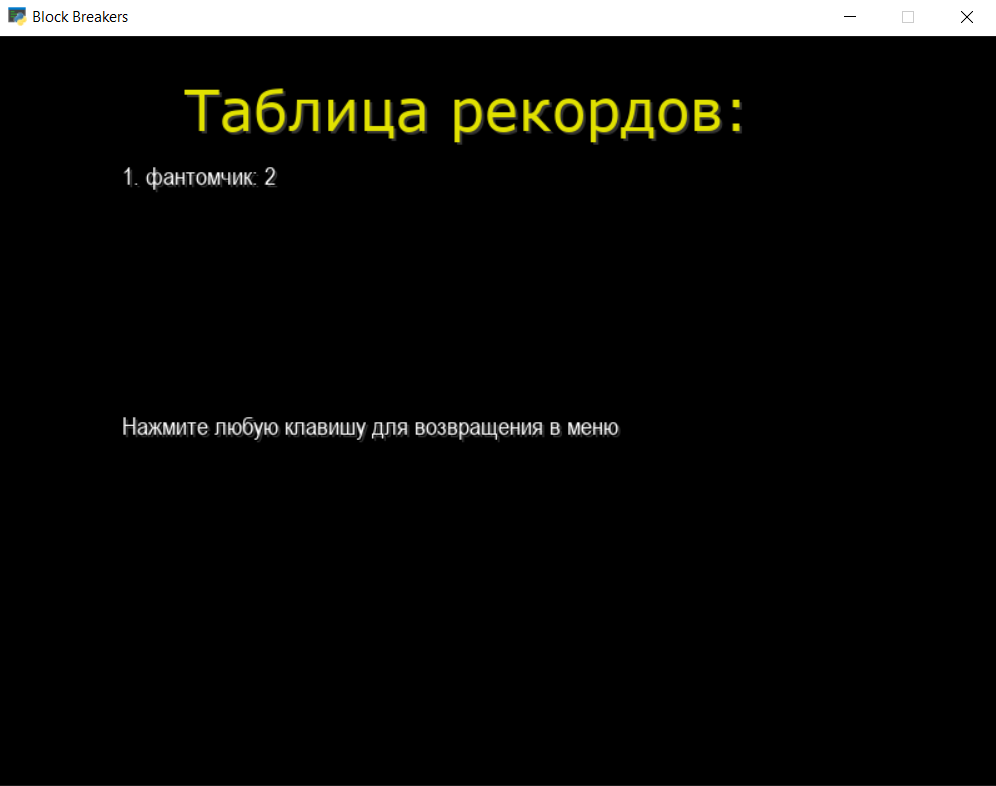 Block Breakers
Таблица рекордов:
1. фантомчик: 2
Нажмите любую клавишу для возвращения в меню